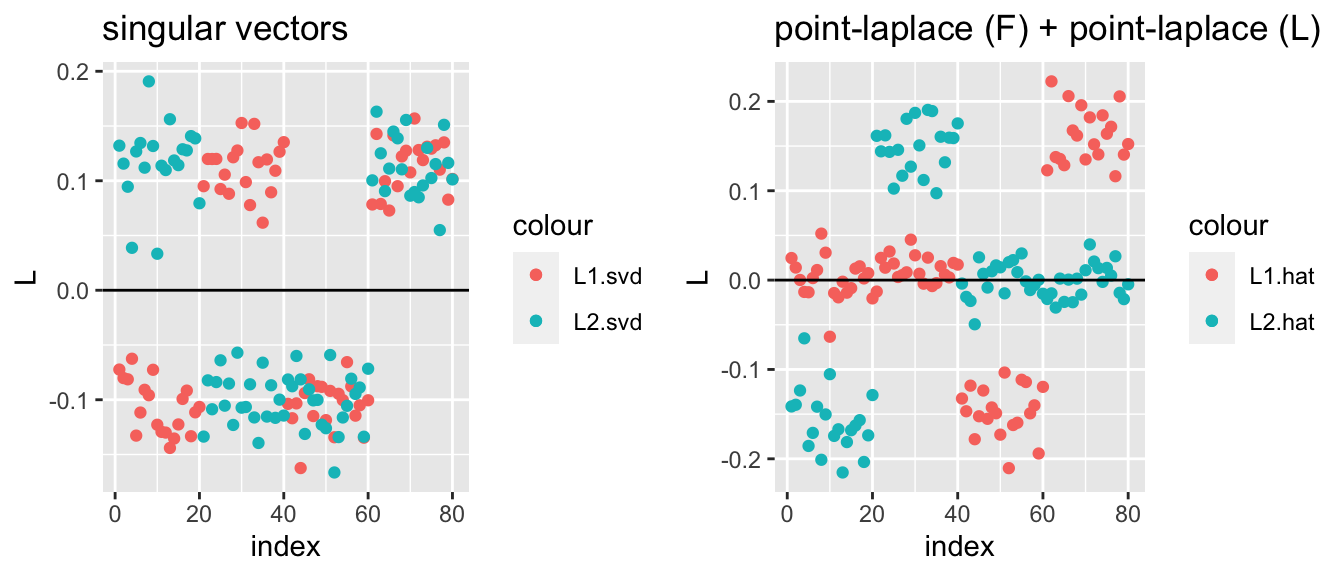 singular vectors
0.2
0.1
0.0
-0.1
L
0 20 40 60 80
index
colour
L1.svd
L2.svd
point-laplace (F) + point-laplace (L)
0.2
0.1
0.0
-0.1
-0.2
L
0 20 40 60 80
index
colour
L1.hat
L2.hat